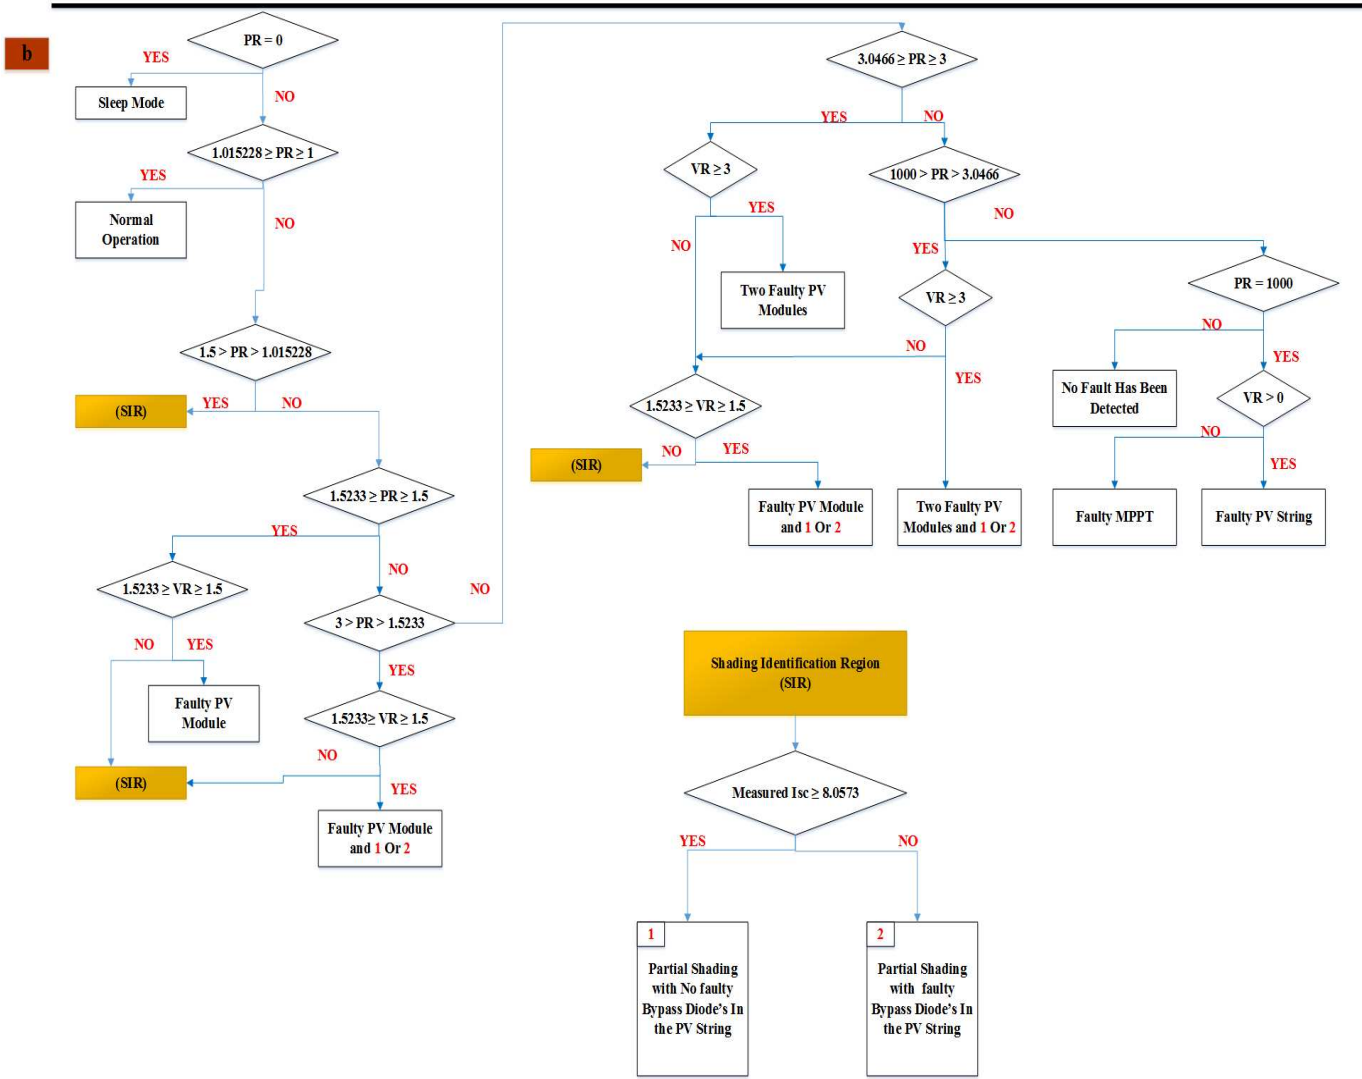 b
PR = 0
YES
Sleep Mode
NO
1.015228 ≥ PR ≥ 1
YES
Normal
Operation
NO
1.5 > PR > 1.015228
(SIR)
YES
NO
1.5233 ≥ PR ≥ 1.5
YES
NO
1.5233 ≥ VR ≥ 1.5
NO
YES
Faulty PV
Module
3 > PR > 1.5233
NO
YES
1.5233≥ VR ≥ 1.5
NO
(SIR)
YES
Faulty PV Module
and 1 Or 2
3.0466 ≥ PR ≥ 3
YES
NO
VR ≥ 3
YES
NO
Two Faulty PV
Modules
1000 > PR > 3.0466
NO
YES
VR ≥ 3
NO
YES
1.5233 ≥ VR ≥ 1.5
NO
YES
(SIR)
Faulty PV Module
and 1 Or 2
Two Faulty PV
Modules and 1 Or 2
PR = 1000
NO
YES
No Fault Has Been
Detected
VR > 0
NO
YES
Faulty MPPT
Faulty PV String
Shading Identification Region
(SIR)
Measured Isc ≥ 8.0573
YES
NO
1
Partial Shading
with No faulty
Bypass Diode's In
the PV String
2
Partial Shading
with faulty
Bypass Diode's In
the PV String